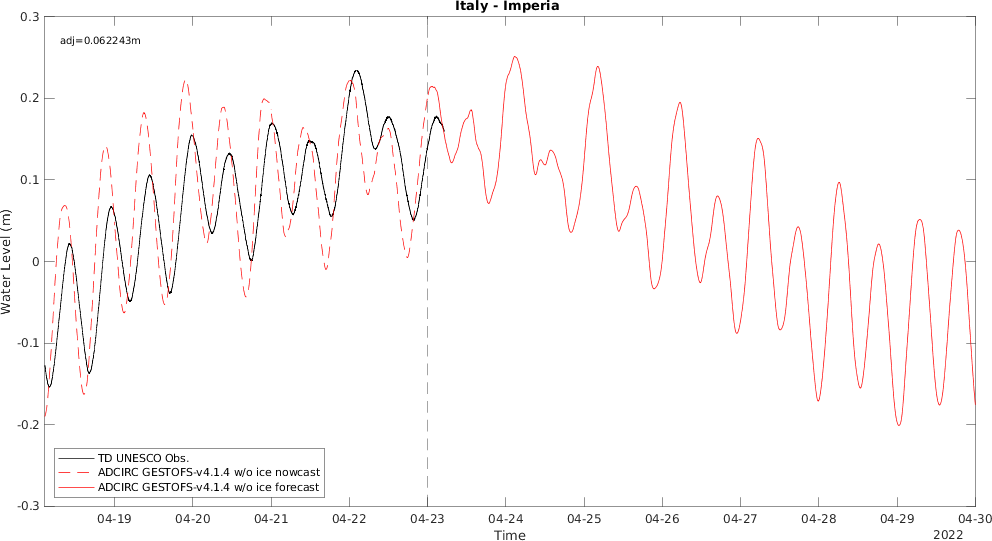 Italy - Imperia
adj=0.062243m
0.3
0.2
0.1
0
-0.1
-0.2
-0.3
Water Level (m)
TD UNESCO Obs.
ADCIRC GESTOFS-v4.1.4 w/o ice nowcast
ADCIRC GESTOFS-v4.1.4 w/o ice forecast
04-19 04-20 04-21 04-22 04-23 04-24 04-25 04-26 04-27 04-28 04-29 04-30
Time
2022